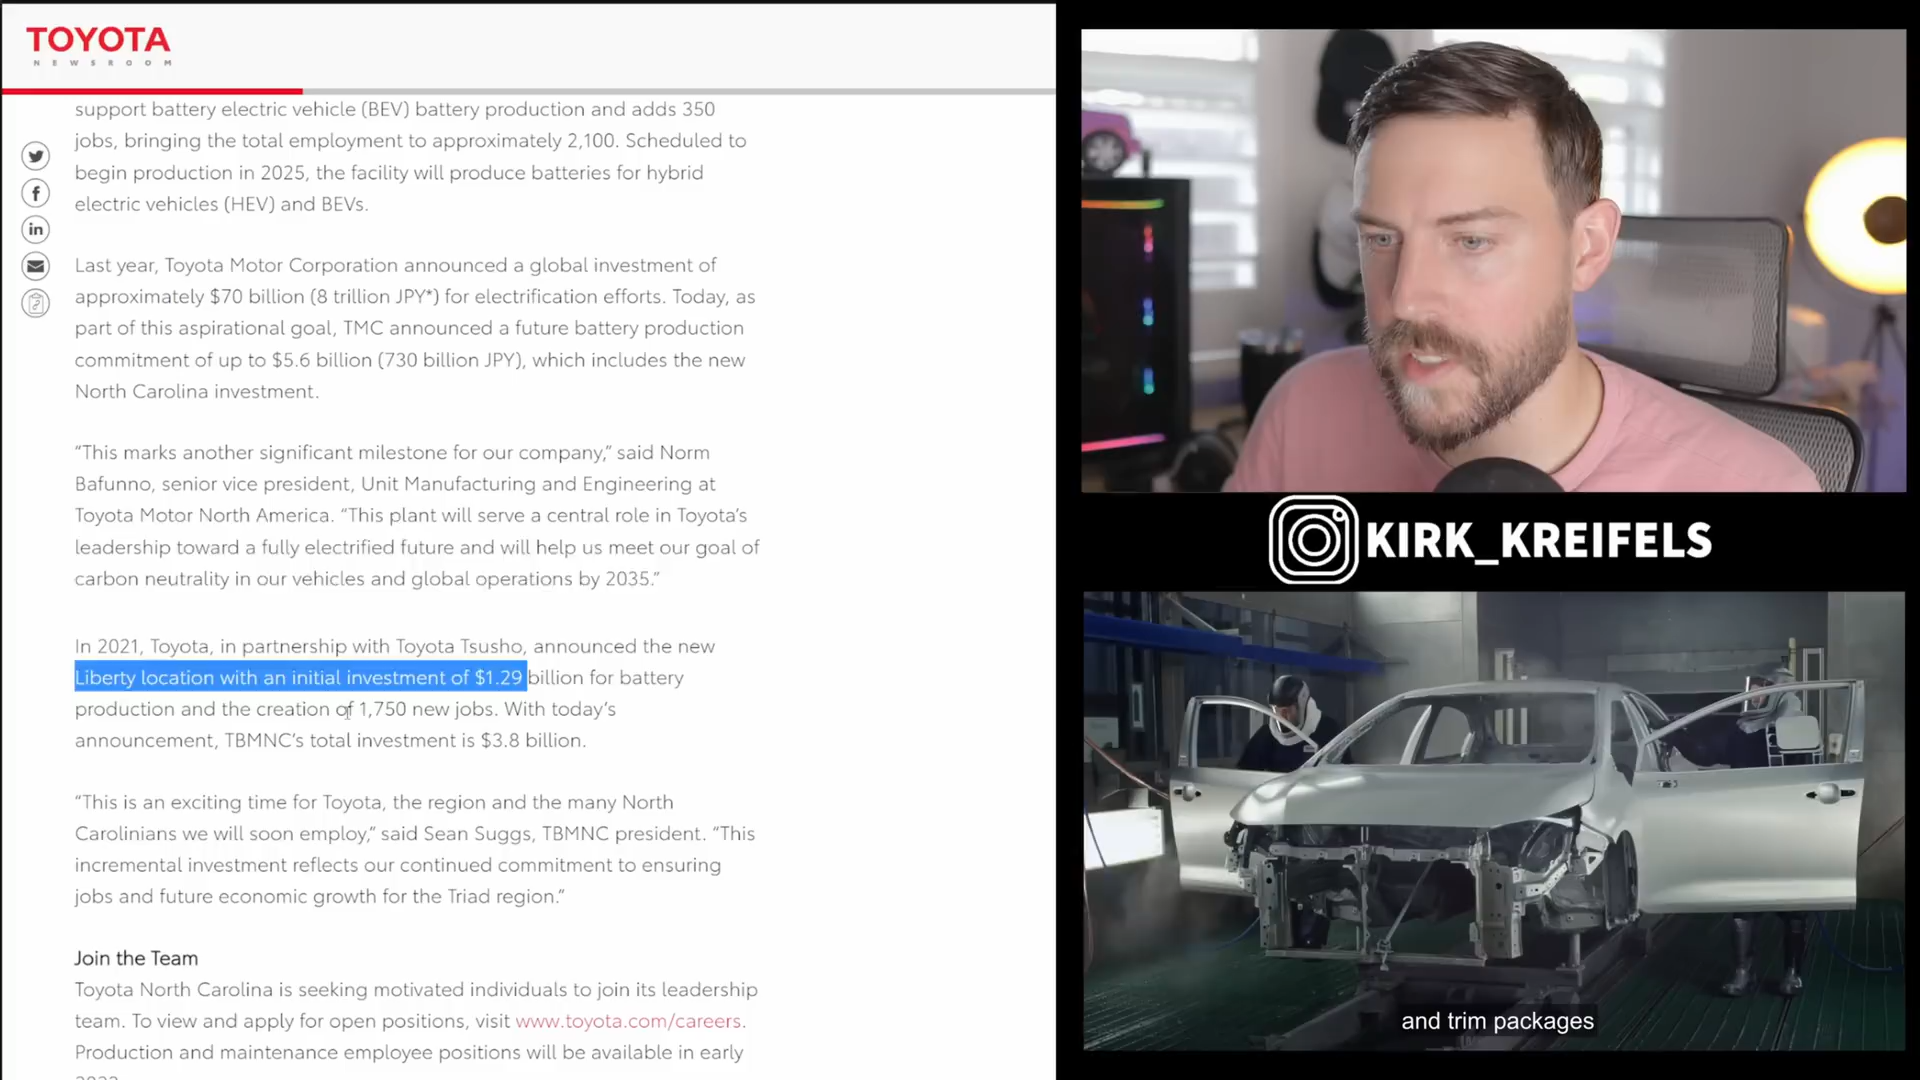 TOYOTA
NEWSROOM
support battery electric vehicle (BEV) battery production and adds 350
jobs, bringing the total employment to approximately 2,100. Scheduled to
begin production in 2025, the facility will produce batteries for hybrid
electric vehicles (HEV) and BEVs.
Last year, Toyota Motor Corporation announced a global investment of
approximately $70 billion (8 trillion JPY*) for electrification efforts. Today, as
part of this aspirational goal, TMC announced a future battery production
commitment of up to $5.6 billion (730 billion JPY), which includes the new
North Carolina investment.
“This marks another significant milestone for our company,” said Norm
Bafunno, senior vice president, Unit Manufacturing and Engineering at
Toyota Motor North America. “This plant will serve a central role in Toyota’s
leadership toward a fully electrified future and will help us meet our goal of
carbon neutrality in our vehicles and global operations by 2035.”
In 2021, Toyota, in partnership with Toyota Tsusho, announced the new
Liberty location with an initial investment of $1.29 billion for battery
production and the creation of 1,750 new jobs. With today’s
announcement, TBMNC’s total investment is $3.8 billion.
“This is an exciting time for Toyota, the region and the many North
Carolinians we will soon employ,” said Sean Suggs, TBMNC president. “This
incremental investment reflects our continued commitment to ensuring
jobs and future economic growth for the Triad region.”
Join the Team
Toyota North Carolina is seeking motivated individuals to join its leadership
team. To view and apply for open positions, visit www.toyota.com/careers.
Production and maintenance employee positions will be available in early
KIRK_KREIFELS
and trim packages